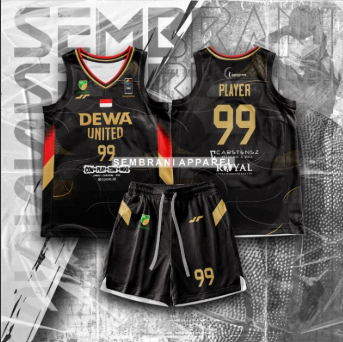 SEMBRANI
PLAYER
99
DEWA
UNITED
99
CARSTENSZ
ROYAL
SEMBRANI APPAREL
99